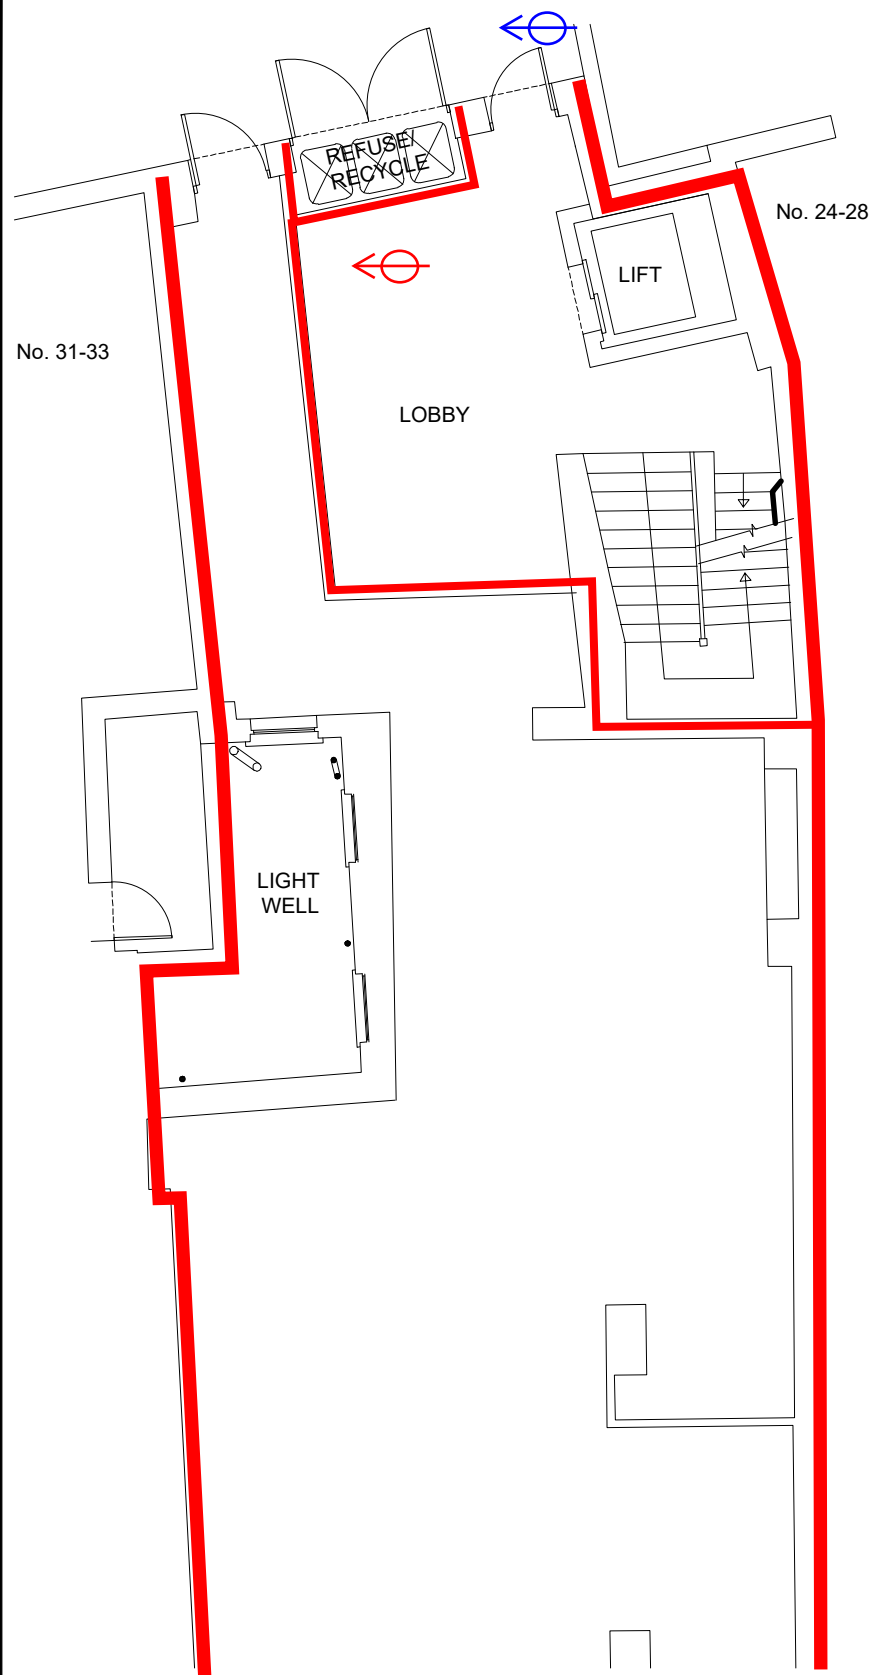 REFUSE/
RECYCLE
No. 24-28
LIFT
No. 31-33
LOBBY
LIGHT
WELL